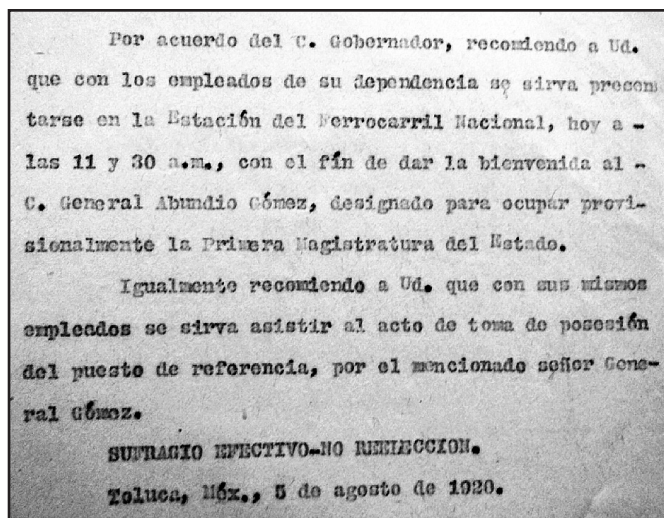 Por acuerdo del C. Gobernador, recomiendo a Ud.
que con los empleados de su dependencia se sirva presen
tarse en la Estación del Ferrocarril Nacional, hoy a -
las 11 y 30 a.m., con el fín de dar la bienvenida al -
C. General Abundio Gómez, designado para ocupar provi-
sionalmente la Primera Magistratura del Estado.
Igualmente recomiendo a Ud. que con sus mismos
empleados se sirva asistir al acto de toma de posesión
del puesto de referencia, por el mencionado señor Gene-
ral Gómez.
SUFRAGIO EFECTIVO-NO REELECCION.
Toluca, Méx., 5 de agosto de 1920.